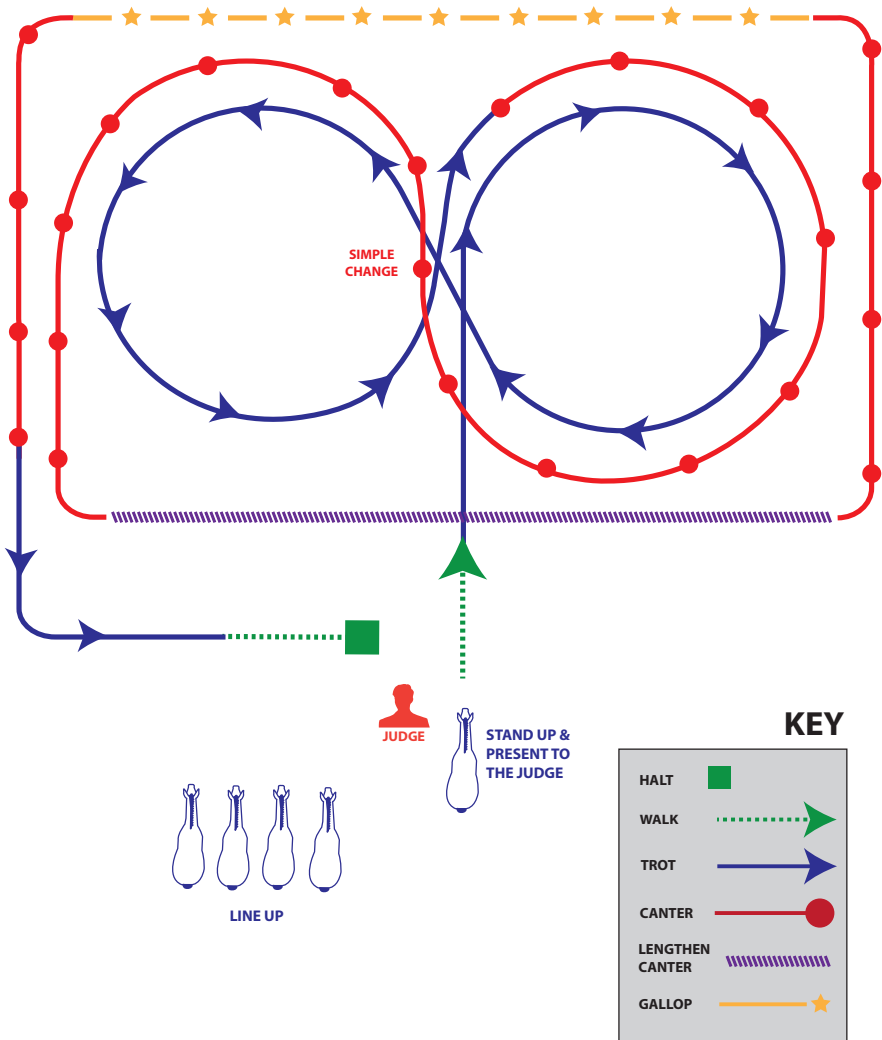 SIMPLE
CHANGE
JUDGE
STAND UP &
PRESENT TO
THE JUDGE
LINE UP
KEY
HALT
WALK
TROT
CANTER
LENGTHEN
CANTER
GALLOP